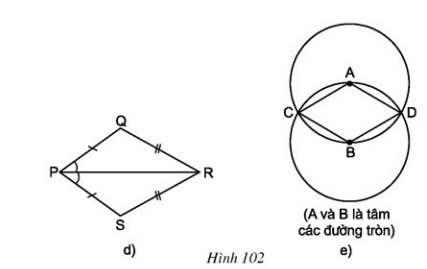 Q
P
R
S
d)
Hình 102
A
C
D
B
(A và B là tâm
các đường tròn)
e)